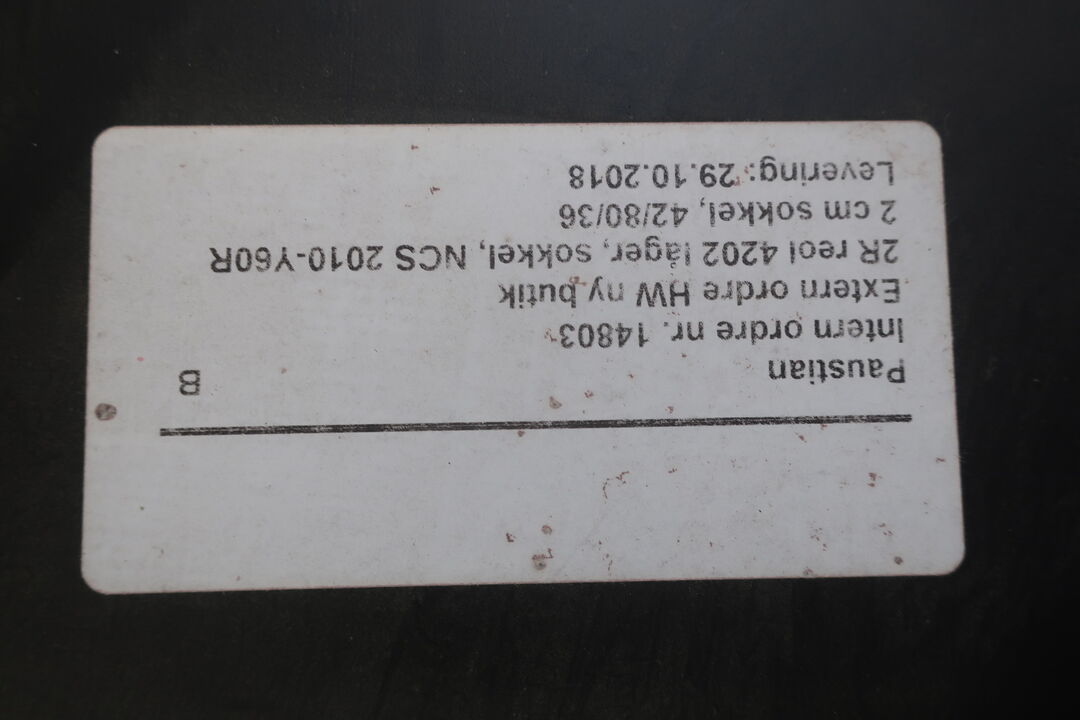 Paustian B
Intern ordre nr. 14803
Extern ordre HW ny butik
2R reol 4202 låger, sokkel, NCS 2010-Y60R
2 cm sokkel, 42/80/36
Levering: 29.10.2018